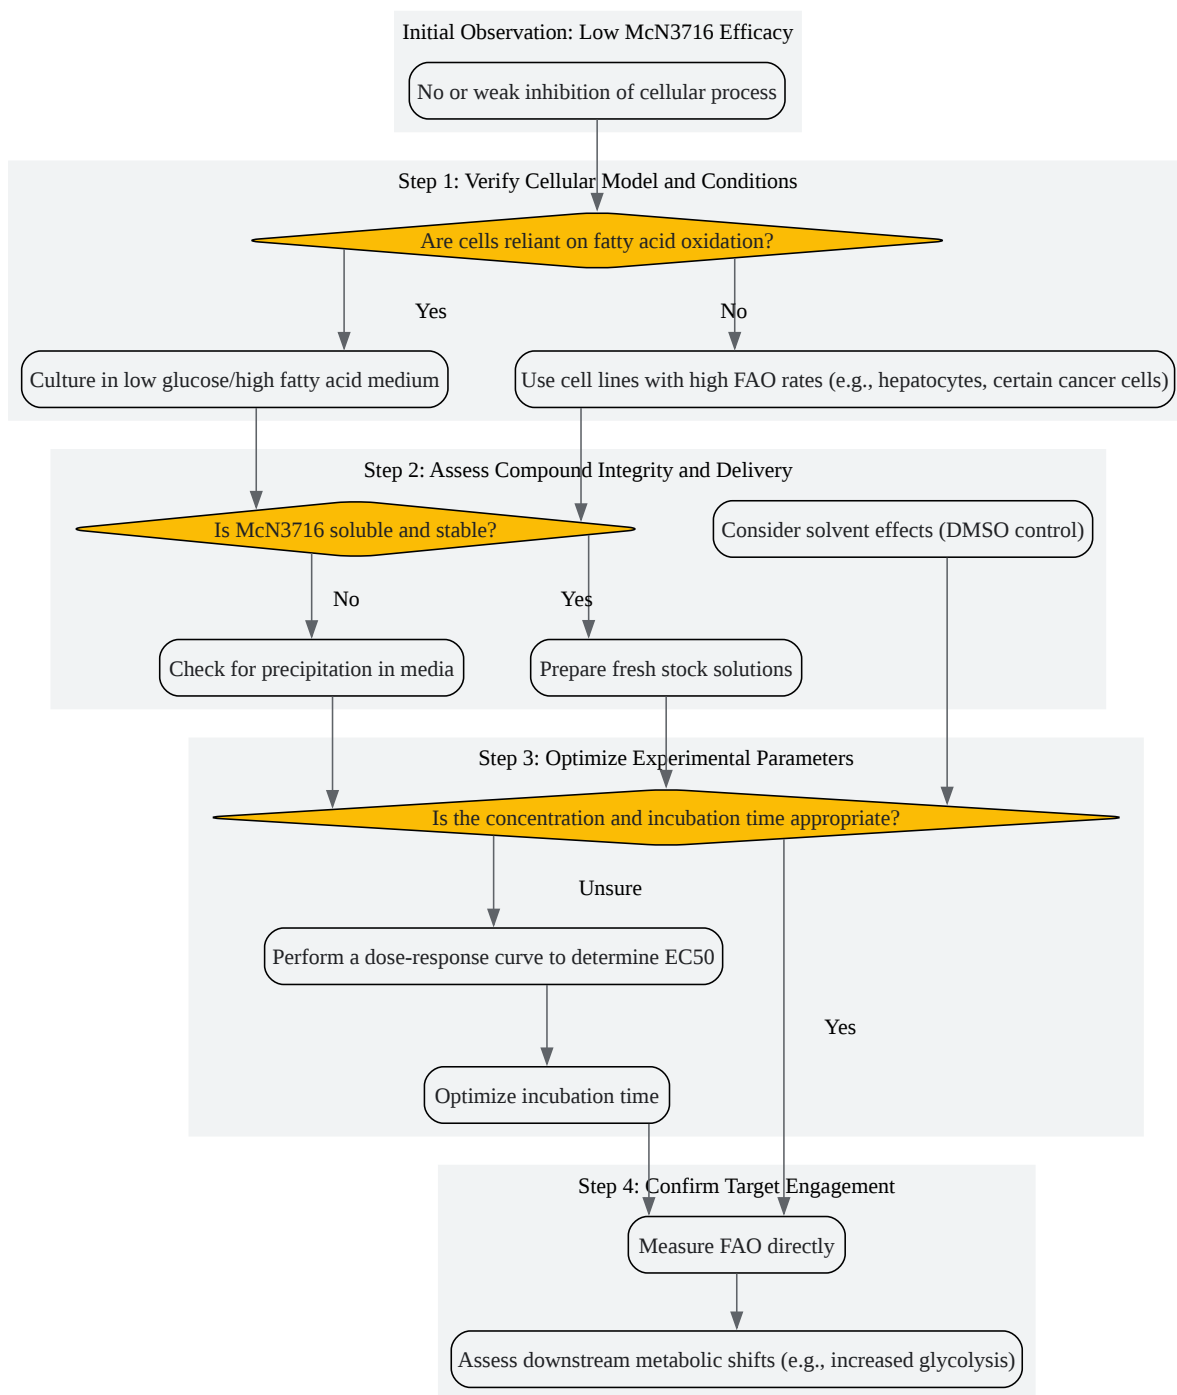 Initial Observation: Low McN3716 Efficacy
No or weak inhibition of cellular process
Step 1: Verify Cellular Model and Conditions
Are cells reliant on fatty acid oxidation?
Yes
No
Culture in low glucose/high fatty acid medium
Use cell lines with high FAO rates (e.g., hepatocytes, certain cancer cells)
Step 2: Assess Compound Integrity and Delivery
Is McN3716 soluble and stable?
Consider solvent effects (DMSO control)
No
Yes
Check for precipitation in media
Prepare fresh stock solutions
Step 3: Optimize Experimental Parameters
Is the concentration and incubation time appropriate?
Unsure
Perform a dose-response curve to determine EC50
Yes
Optimize incubation time
Step 4: Confirm Target Engagement
Measure FAO directly
Assess downstream metabolic shifts (e.g., increased glycolysis)